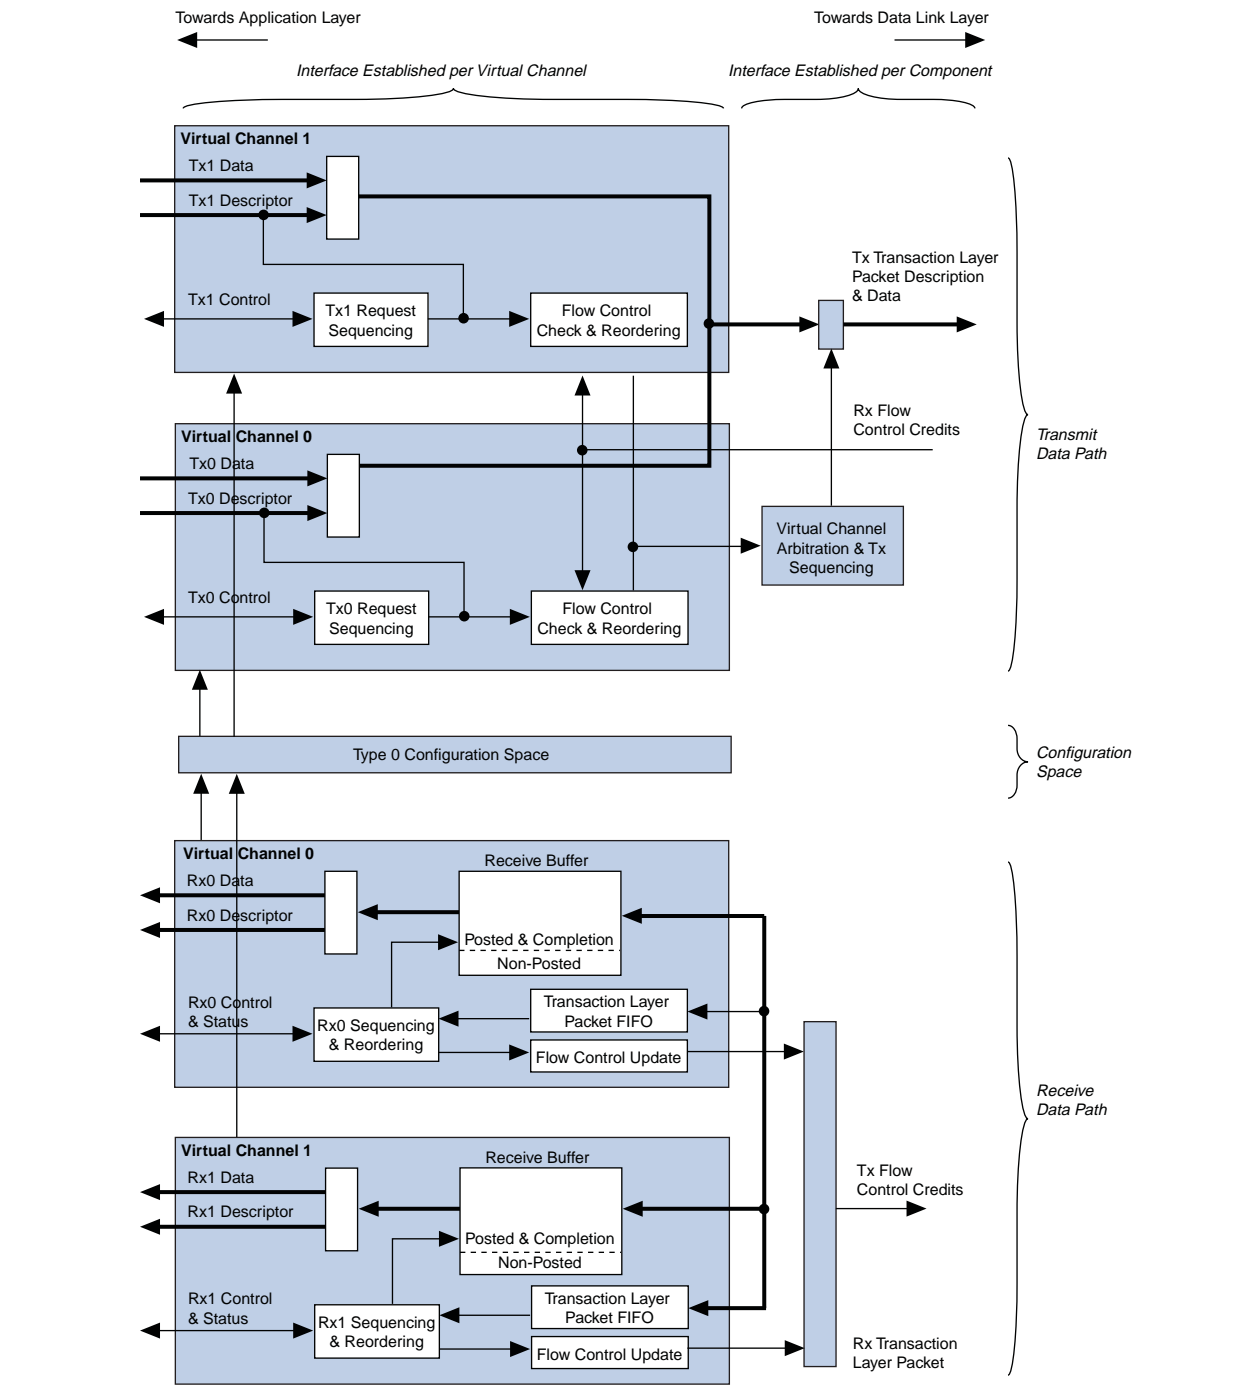 Towards Application Layer
Towards Data Link Layer
Interface Established per Virtual Channel
Interface Established per Component
Virtual Channel 1
Tx1 Data
Tx1 Descriptor
Tx1 Control
Tx1 Request
Sequencing
Flow Control
Check & Reordering
Tx Transaction Layer
Packet Description
& Data
Rx Flow
Control Credits
Transmit
Data Path
Virtual Channel 0
Tx0 Data
Tx0 Descriptor
Tx0 Control
Tx0 Request
Sequencing
Flow Control
Check & Reordering
Virtual Channel
Arbitration & Tx
Sequencing
Type 0 Configuration Space
Configuration
Space
Virtual Channel 0
Receive Buffer
Rx0 Data
Rx0 Descriptor
Posted & Completion
Non-Posted
Rx0 Control
& Status
Rx0 Sequencing
& Reordering
Transaction Layer
Packet FIFO
Flow Control Update
Receive
Data Path
Virtual Channel 1
Receive Buffer
Rx1 Data
Rx1 Descriptor
Posted & Completion
Non-Posted
Tx Flow
Control Credits
Rx1 Control
& Status
Rx1 Sequencing
& Reordering
Transaction Layer
Packet FIFO
Flow Control Update
Rx Transaction
Layer Packet